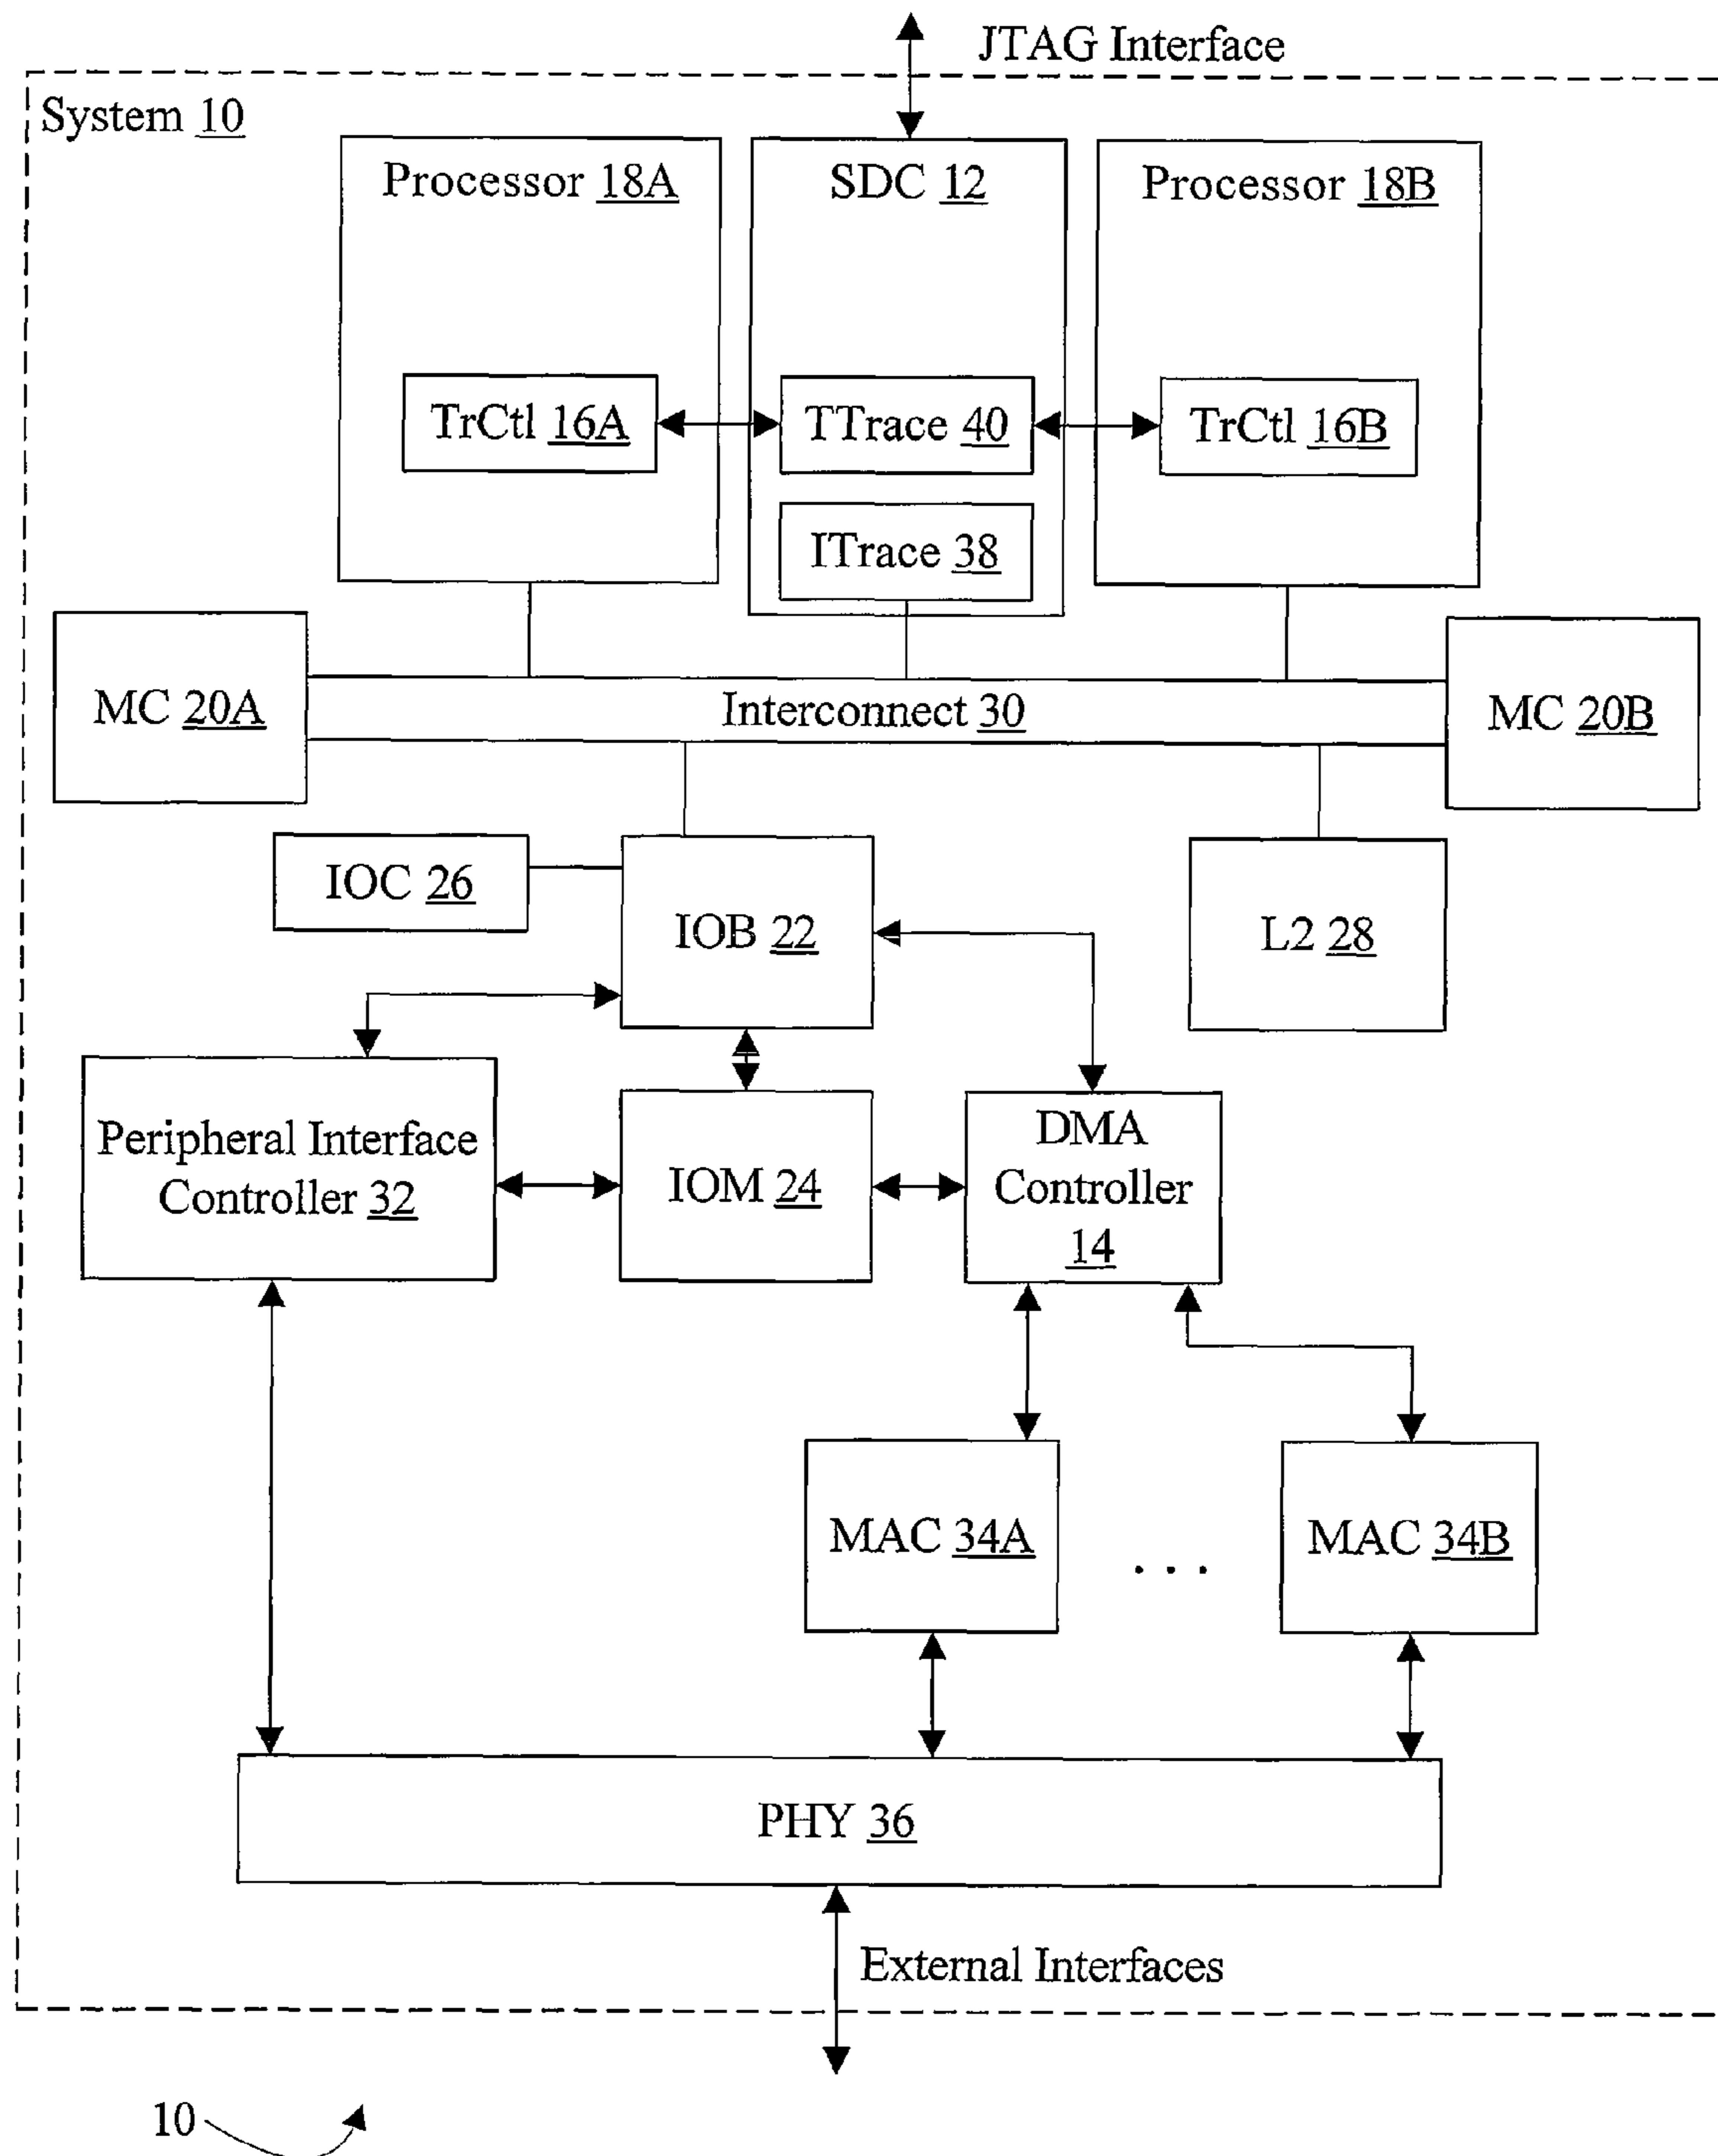 JTAG Interface
System 10
Processor 18A
SDC 12
Processor 18B
TrCtl 16A
TTrace 40
TrCtl 16B
ITrace 38
MC 20A
Interconnect 30
MC 20B
IOC 26
IOB 22
L2 28
Peripheral Interface
Controller 32
IOM 24
DMA
Controller
14
MAC 34A
. . .
MAC 34B
PHY 36
External Interfaces
10